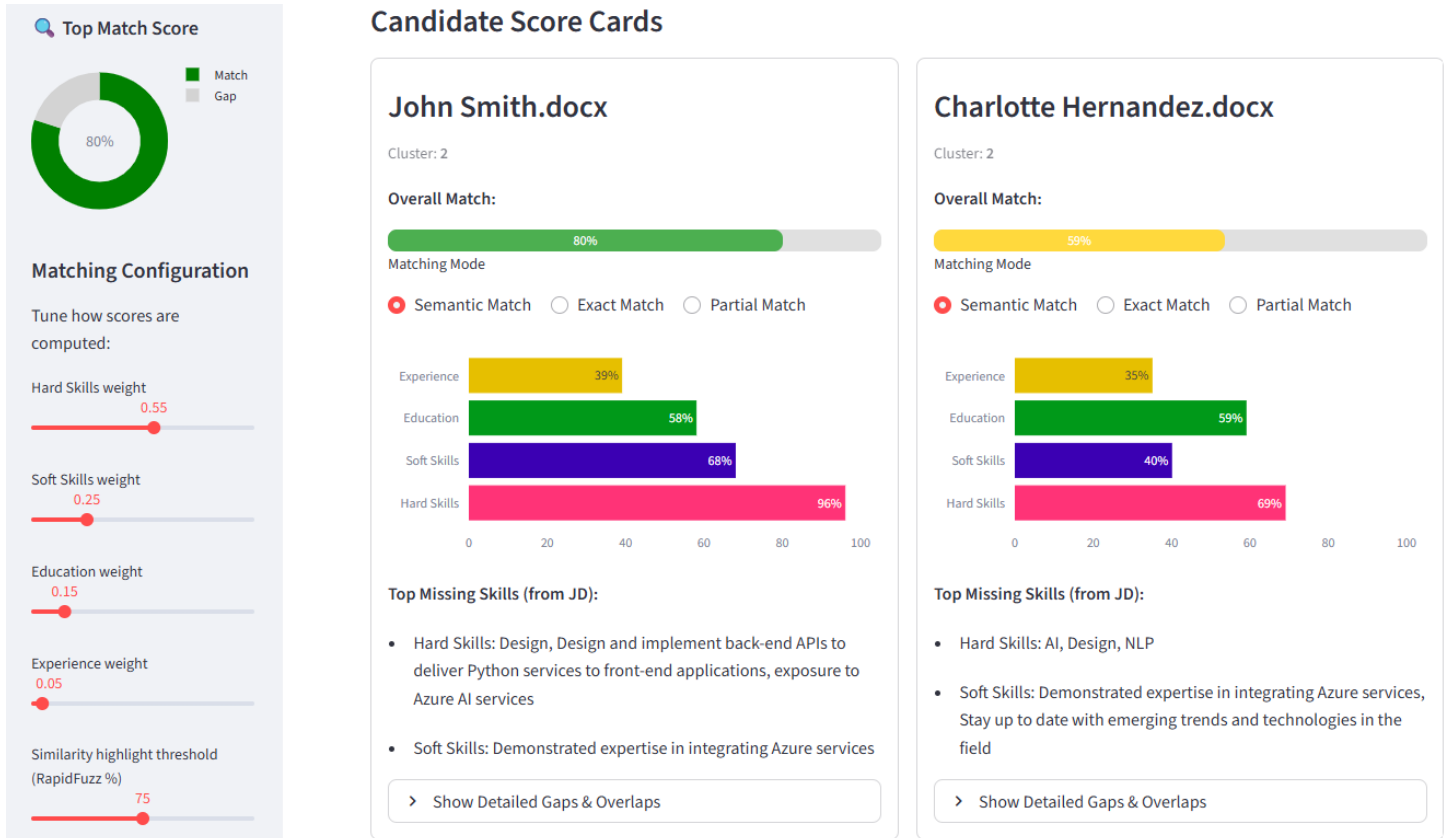 Top Match Score
Match
Gap
80%
Matching Configuration
Tune how scores are
computed:
Hard Skills weight
0.55
Soft Skills weight
0.25
Education weight
0.15
Experience weight
0.05
Similarity highlight threshold
(RapidFuzz %)
75
Candidate Score Cards
John Smith.docx
Cluster: 2
Overall Match:
80%
Matching Mode
Semantic Match Exact Match Partial Match
Experience 39%
Education 58%
Soft Skills 68%
Hard Skills 96%
0 20 40 60 80 100
Top Missing Skills (from JD):
• Hard Skills: Design, Design and implement back-end APIs to
deliver Python services to front-end applications, exposure to
Azure AI services
• Soft Skills: Demonstrated expertise in integrating Azure services
Show Detailed Gaps & Overlaps
Charlotte Hernandez.docx
Cluster: 2
Overall Match:
59%
Matching Mode
Semantic Match Exact Match Partial Match
Experience 35%
Education 59%
Soft Skills 40%
Hard Skills 69%
0 20 40 60 80 100
Top Missing Skills (from JD):
• Hard Skills: AI, Design, NLP
• Soft Skills: Demonstrated expertise in integrating Azure services,
Stay up to date with emerging trends and technologies in the
field
Show Detailed Gaps & Overlaps